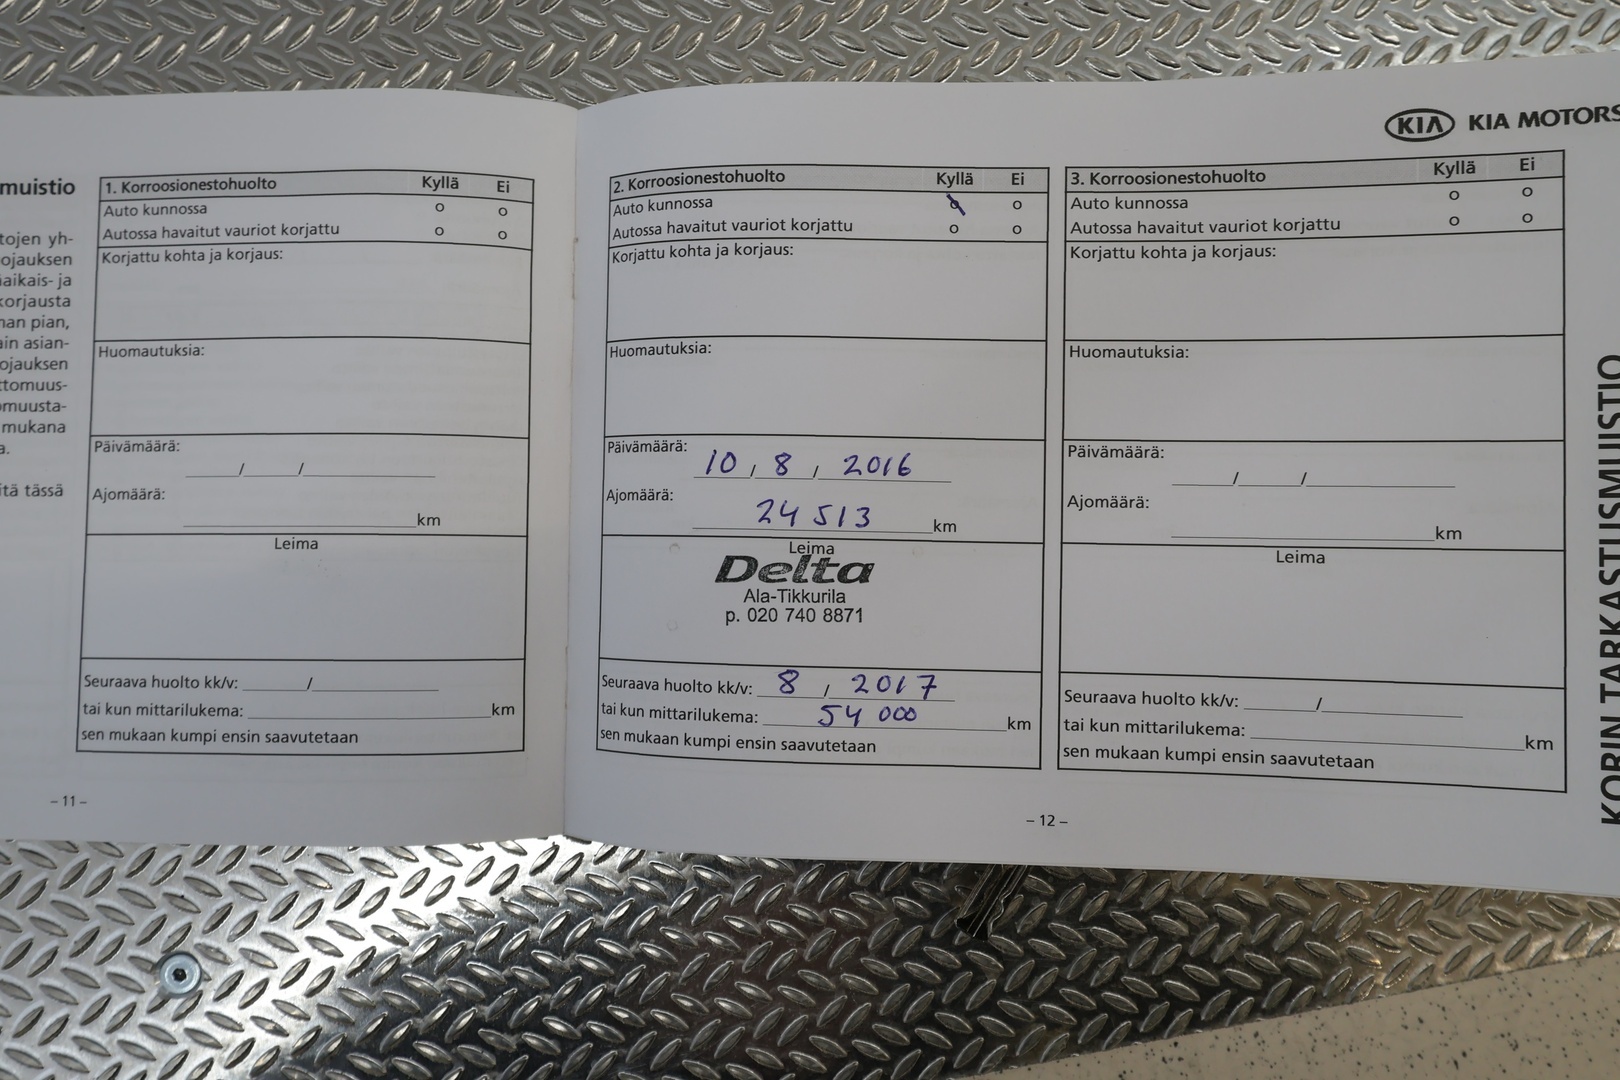 muistio
tojen yh-
ojauksen
aikais- ja
korjausta
nan pian,
in asian-
ojauksen
ttomuus-
omuusta-
mukana
a.
itä tässä
1. Korroosionestohuolto Kyllä Ei
Auto kunnossa o o
Autossa havaitut vauriot korjattu o o
Korjattu kohta ja korjaus:
Huomautuksia:
Päivämäärä:
/ /
Ajomäärä:
km
Leima
Seuraava huolto kk/v: /
tai kun mittarilukema: km
sen mukaan kumpi ensin saavutetaan
– 11 –
KIA KIA MOTORS
2. Korroosionestohuolto Kyllä Ei
Auto kunnossa o o
Autossa havaitut vauriot korjattu o o
Korjattu kohta ja korjaus:
Huomautuksia:
Päivämäärä:
10 / 8 / 2016
Ajomäärä:
24 513 km
Leima
Delta
Ala-Tikkurila
p. 020 740 8871
Seuraava huolto kk/v: 8 / 2017
tai kun mittarilukema: 54 000 km
sen mukaan kumpi ensin saavutetaan
3. Korroosionestohuolto Kyllä Ei
Auto kunnossa o o
Autossa havaitut vauriot korjattu o o
Korjattu kohta ja korjaus:
Huomautuksia:
Päivämäärä:
/ /
Ajomäärä:
km
Leima
Seuraava huolto kk/v: /
tai kun mittarilukema: km
sen mukaan kumpi ensin saavutetaan
– 12 –
KORIN TARKASTUSMUISTIO